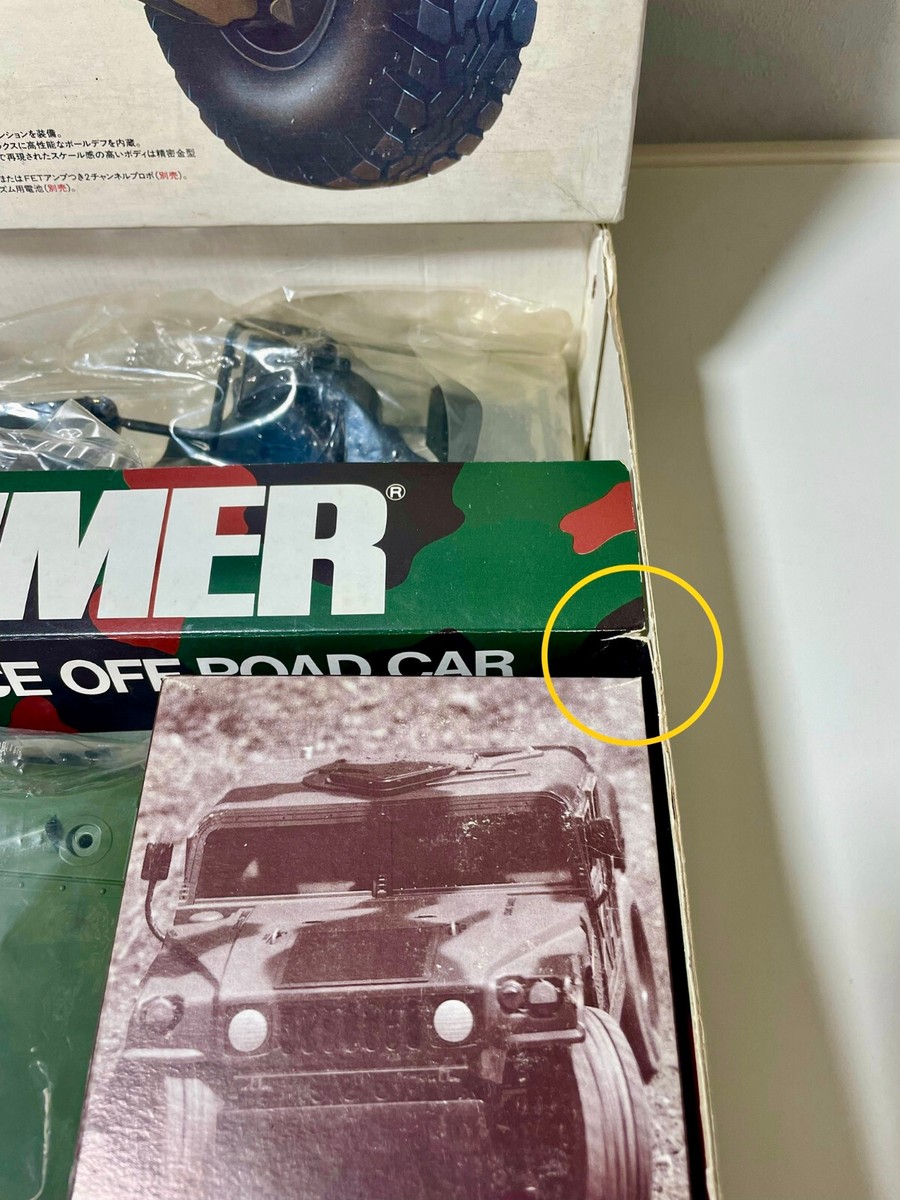 ンションを装備。
ックスに高性能なボールデフを内蔵。
で再現されたスケール感の高いボディは精密金型
またはFETアンプつき2チャンネルプロポ(別売)。
ズム用電池(別売)。
MER®
CE OFF ROAD CAR